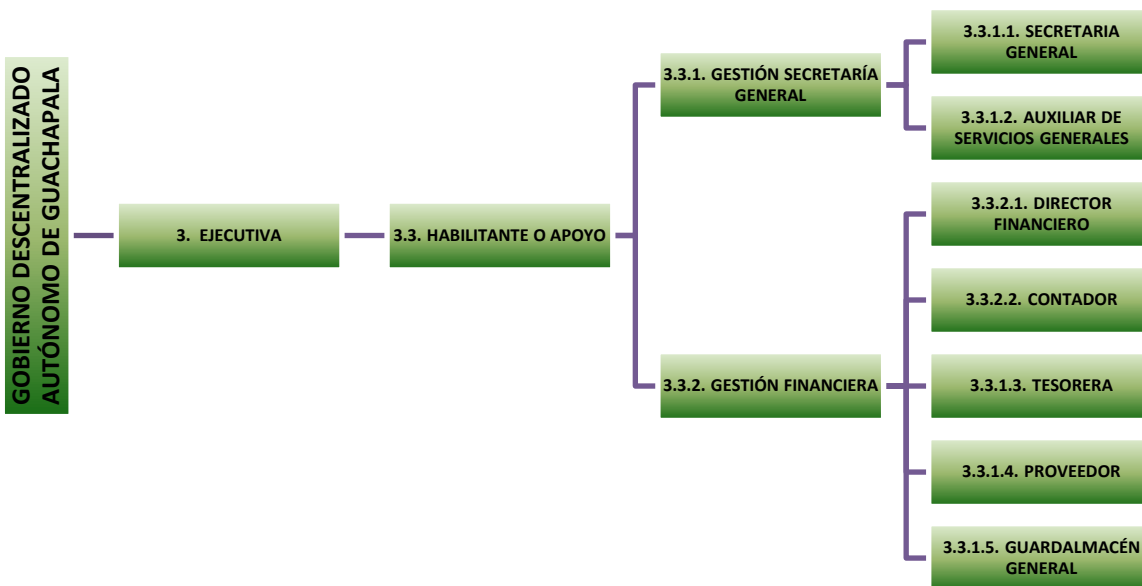 GOBIERNO DESCENTRALIZADO
AUTÓNOMO DE GUACHAPALA
3. EJECUTIVA
3.3. HABILITANTE O APOYO
3.3.1. GESTIÓN SECRETARÍA
GENERAL
3.3.1.1. SECRETARIA
GENERAL
3.3.1.2. AUXILIAR DE
SERVICIOS GENERALES
3.3.2. GESTIÓN FINANCIERA
3.3.2.1. DIRECTOR
FINANCIERO
3.3.2.2. CONTADOR
3.3.1.3. TESORERA
3.3.1.4. PROVEEDOR
3.3.1.5. GUARDALMACÉN
GENERAL